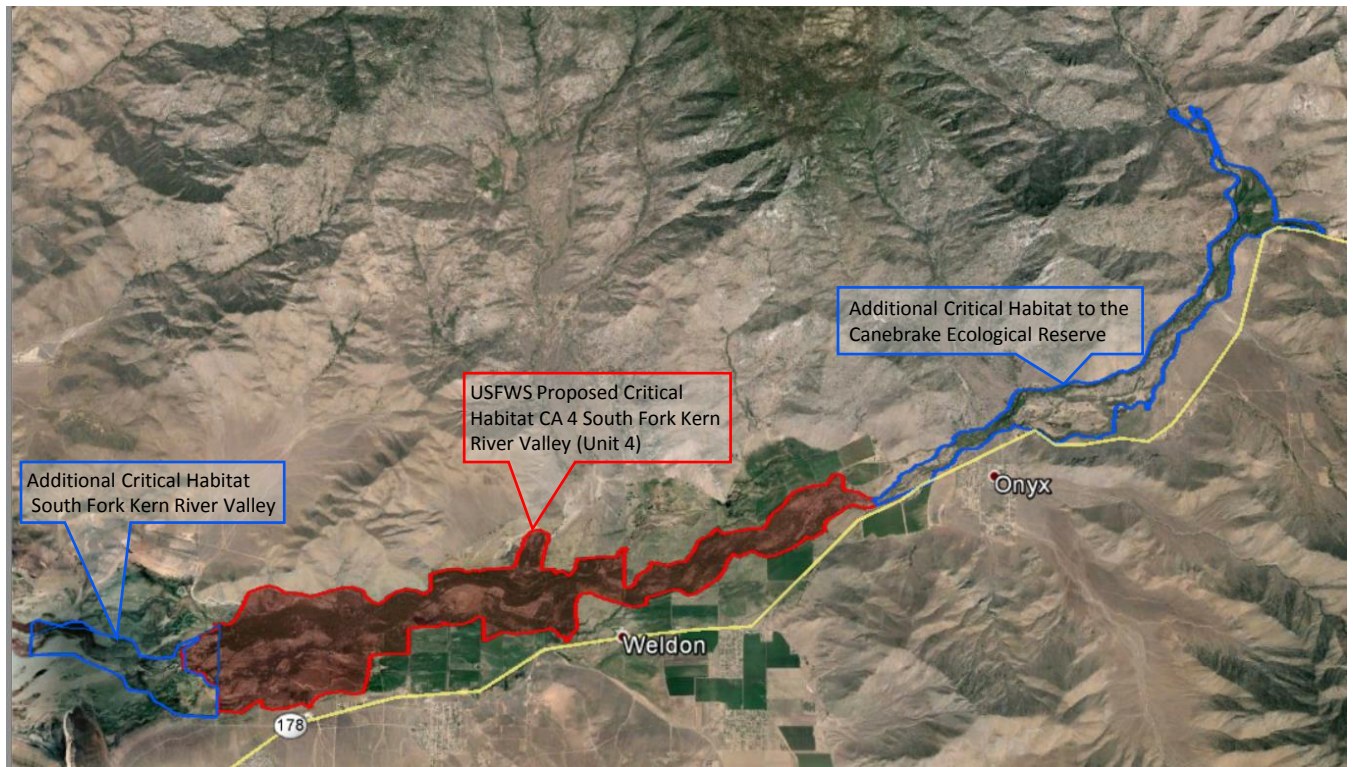 Additional Critical Habitat to the
Canebrake Ecological Reserve
USFWS Proposed Critical
Habitat CA 4 South Fork Kern
River Valley (Unit 4)
Additional Critical Habitat
South Fork Kern River Valley
Onyx
Weldon
178